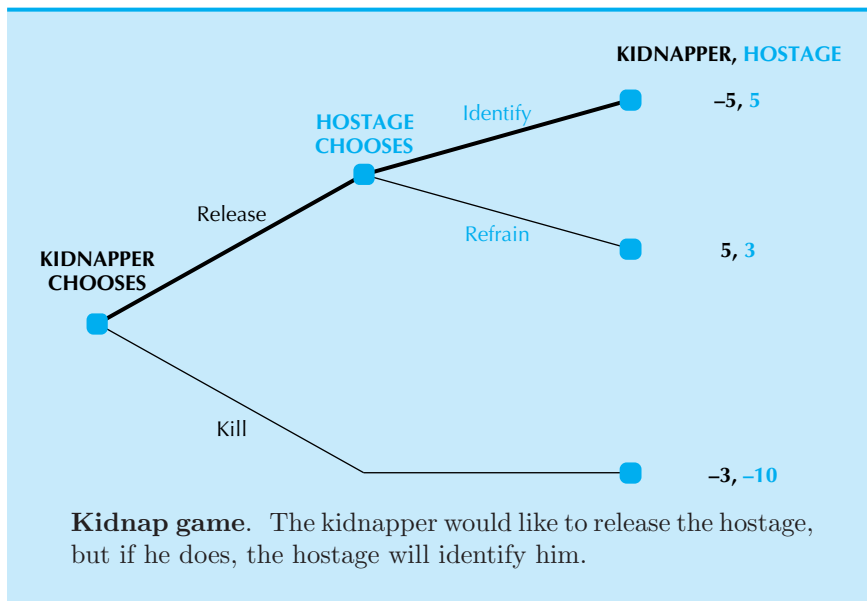 KIDNAPPER, HOSTAGE
Identify
–5, 5
HOSTAGE
CHOOSES
Release
Refrain
5, 3
KIDNAPPER
CHOOSES
Kill
–3, –10
Kidnap game. The kidnapper would like to release the hostage,
but if he does, the hostage will identify him.